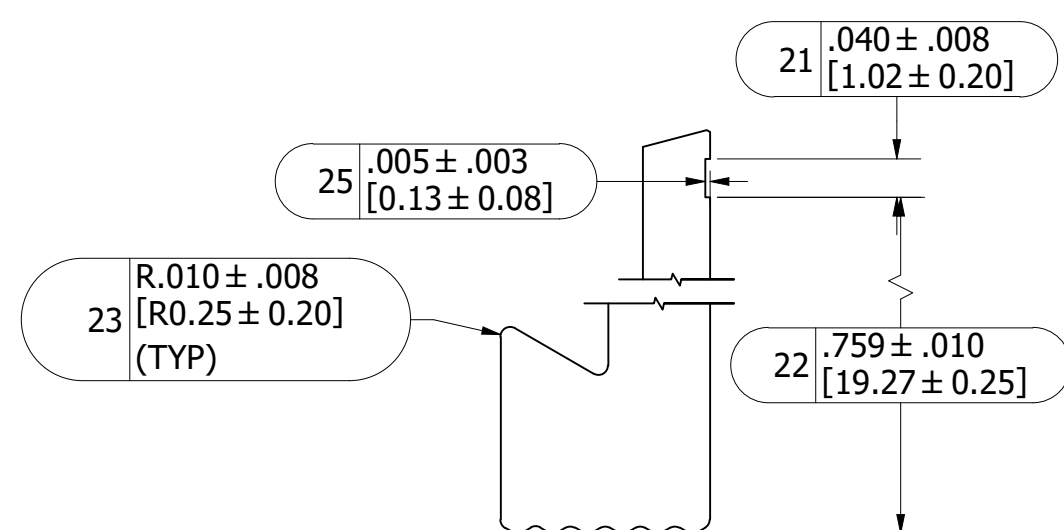 21 .040 ± .008
[1.02 ± 0.20]
25 .005 ± .003
[0.13 ± 0.08]
23 R.010 ± .008
[R0.25 ± 0.20]
(TYP)
22 .759 ± .010
[19.27 ± 0.25]